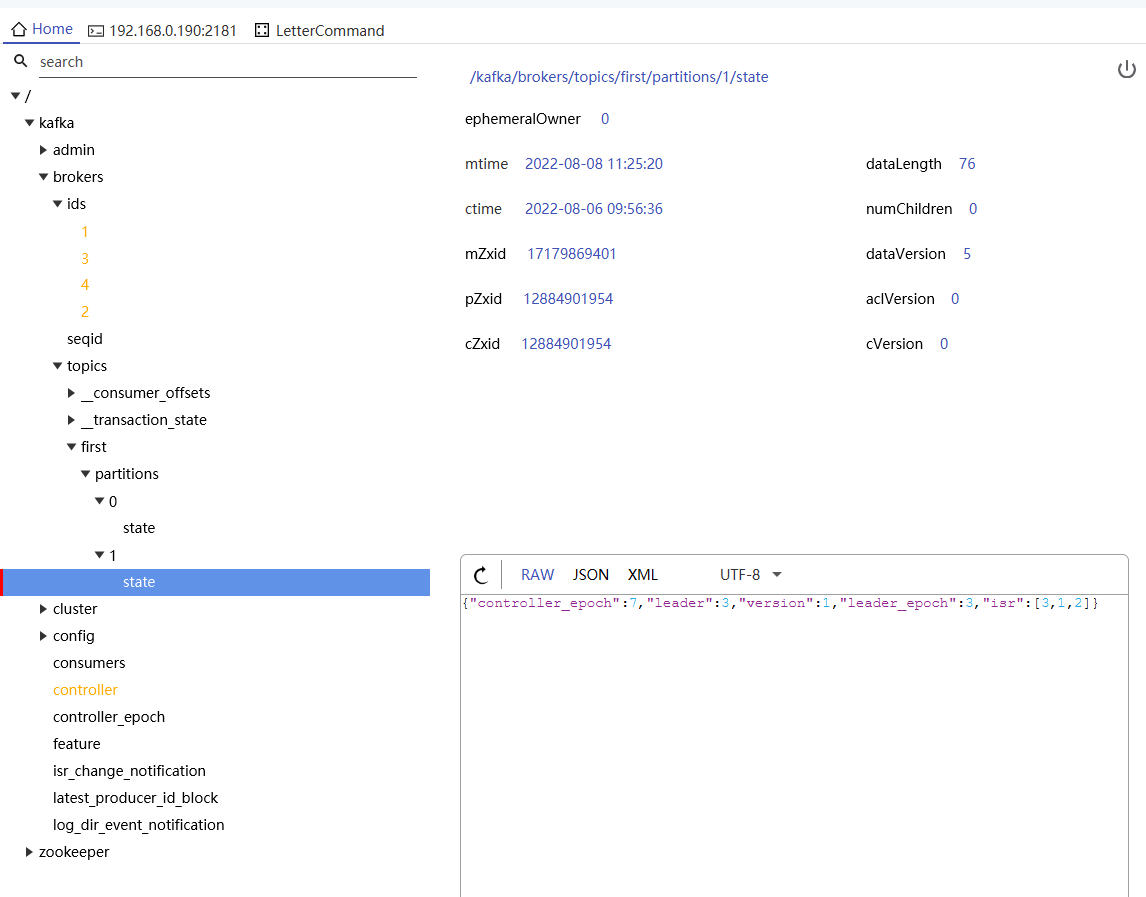 Home 192.168.0.190:2181 LetterCommand
search
/
kafka
admin
brokers
ids
1
3
4
2
seqid
topics
__consumer_offsets
__transaction_state
first
partitions
0
state
1
state
cluster
config
consumers
controller
controller_epoch
feature
isr_change_notification
latest_producer_id_block
log_dir_event_notification
zookeeper
/kafka/brokers/topics/first/partitions/1/state
ephemeralOwner 0
mtime 2022-08-08 11:25:20 dataLength 76
ctime 2022-08-06 09:56:36 numChildren 0
mZxid 17179869401 dataVersion 5
pZxid 12884901954 aclVersion 0
cZxid 12884901954 cVersion 0
RAW JSON XML UTF-8
{"controller_epoch":7,"leader":3,"version":1,"leader_epoch":3,"isr":[3,1,2]}